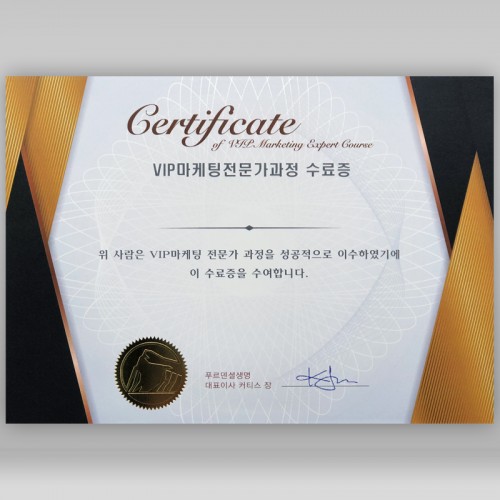 Certificate
of VIP Marketing Expert Course
VIP마케팅전문가과정 수료증
위 사람은 VIP마케팅 전문가 과정을 성공적으로 이수하였기에
이 수료증을 수여합니다.
푸르덴셜생명
대표이사 커티스 장